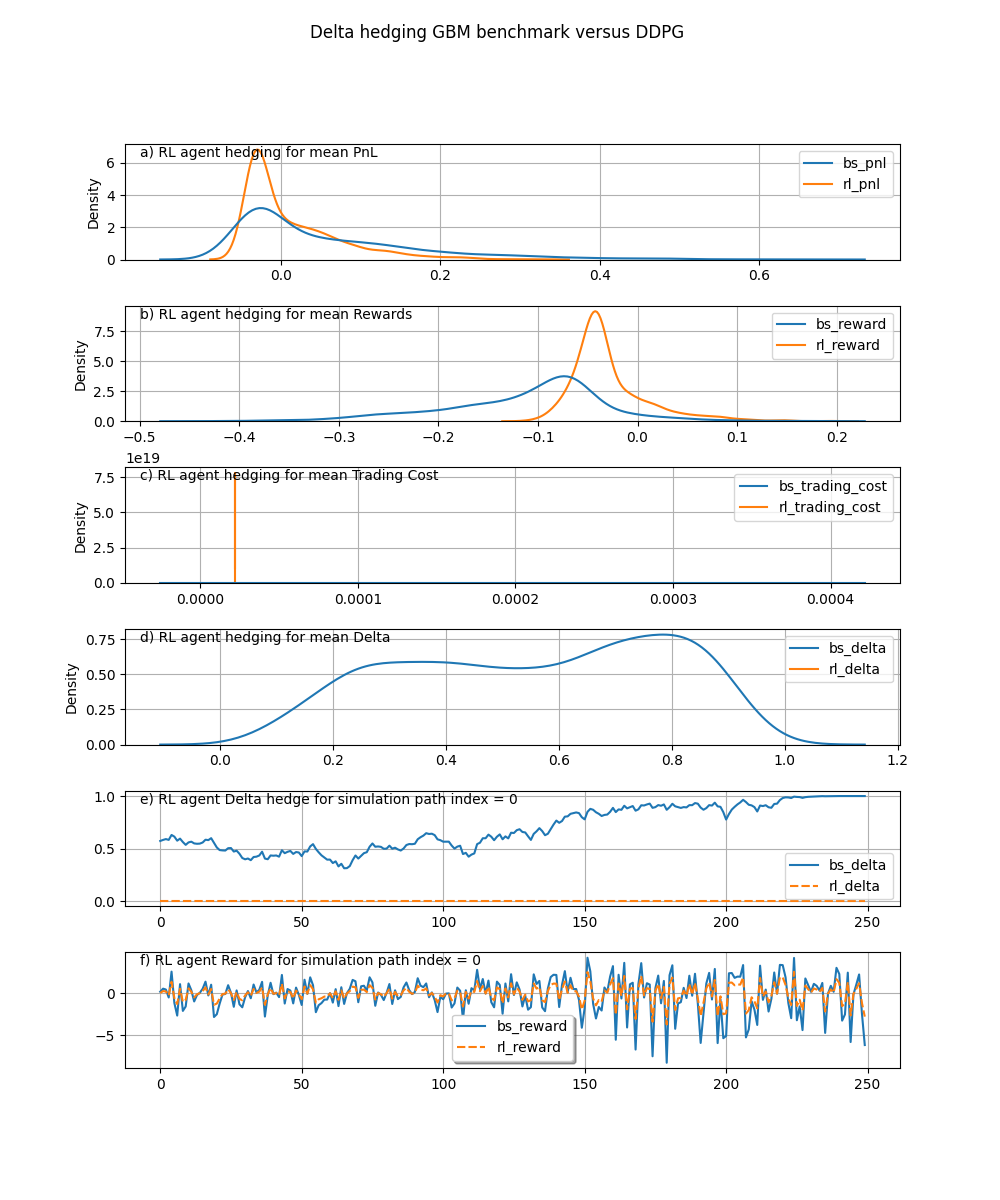 Delta hedging GBM benchmark versus DDPG
a) RL agent hedging for mean PnL
bs_pnl
rl_pnl
Density
6
4
2
0
0.0 0.2 0.4 0.6
b) RL agent hedging for mean Rewards
bs_reward
rl_reward
Density
7.5
5.0
2.5
0.0
−0.5 −0.4 −0.3 −0.2 −0.1 0.0 0.1 0.2
1e19
c) RL agent hedging for mean Trading Cost
bs_trading_cost
rl_trading_cost
Density
7.5
5.0
2.5
0.0
0.0000 0.0001 0.0002 0.0003 0.0004
d) RL agent hedging for mean Delta
bs_delta
rl_delta
Density
0.75
0.50
0.25
0.00
0.0 0.2 0.4 0.6 0.8 1.0 1.2
e) RL agent Delta hedge for simulation path index = 0
1.0
0.5
0.0
bs_delta
rl_delta
0 50 100 150 200 250
f) RL agent Reward for simulation path index = 0
0
−5
bs_reward
rl_reward
0 50 100 150 200 250